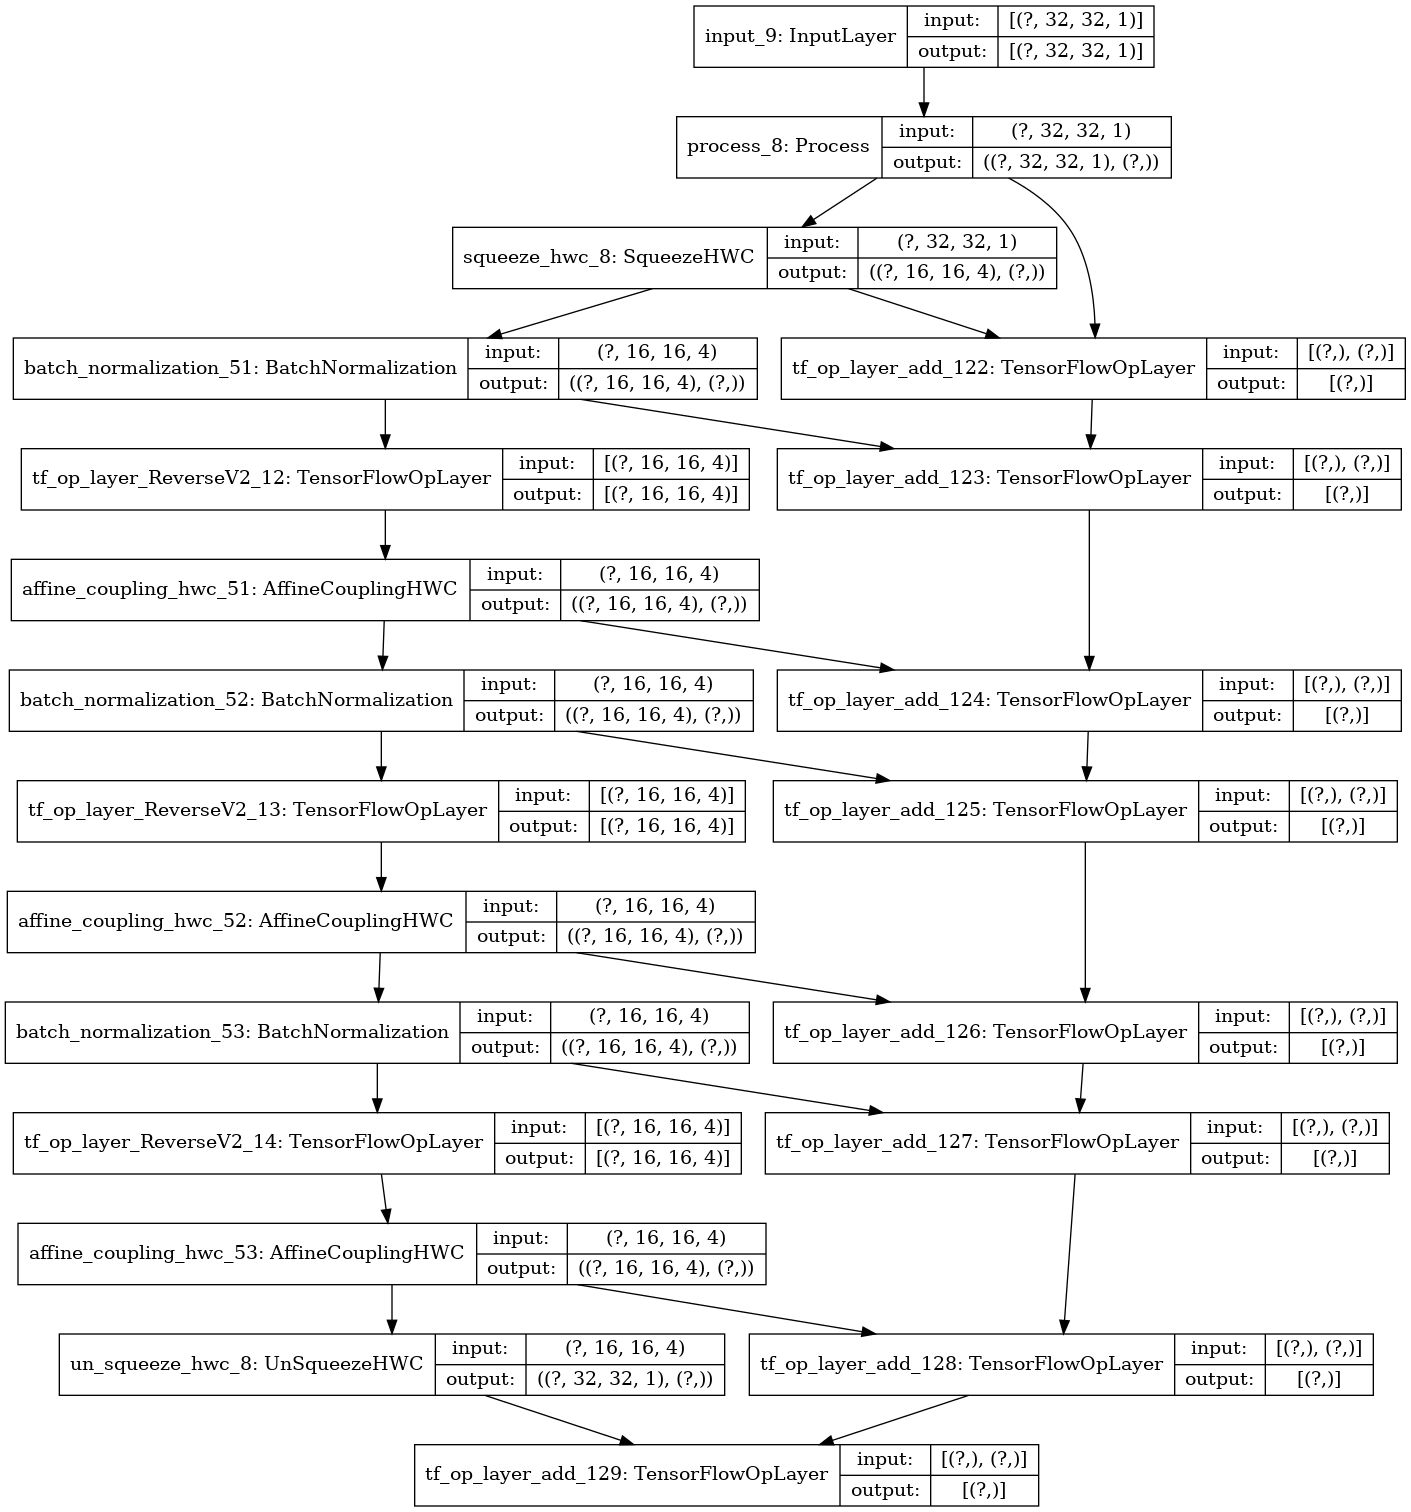 input_9: InputLayer
input: [(?, 32, 32, 1)]
output: [(?, 32, 32, 1)]
process_8: Process
input: (?, 32, 32, 1)
output: ((?, 32, 32, 1), (?,))
squeeze_hwc_8: SqueezeHWC
input: (?, 32, 32, 1)
output: ((?, 16, 16, 4), (?,))
batch_normalization_51: BatchNormalization
input: (?, 16, 16, 4)
output: ((?, 16, 16, 4), (?,))
tf_op_layer_add_122: TensorFlowOpLayer
input: [(?,), (?,)]
output: [(?,)]
tf_op_layer_ReverseV2_12: TensorFlowOpLayer
input: [(?, 16, 16, 4)]
output: [(?, 16, 16, 4)]
tf_op_layer_add_123: TensorFlowOpLayer
input: [(?,), (?,)]
output: [(?,)]
affine_coupling_hwc_51: AffineCouplingHWC
input: (?, 16, 16, 4)
output: ((?, 16, 16, 4), (?,))
batch_normalization_52: BatchNormalization
input: (?, 16, 16, 4)
output: ((?, 16, 16, 4), (?,))
tf_op_layer_add_124: TensorFlowOpLayer
input: [(?,), (?,)]
output: [(?,)]
tf_op_layer_ReverseV2_13: TensorFlowOpLayer
input: [(?, 16, 16, 4)]
output: [(?, 16, 16, 4)]
tf_op_layer_add_125: TensorFlowOpLayer
input: [(?,), (?,)]
output: [(?,)]
affine_coupling_hwc_52: AffineCouplingHWC
input: (?, 16, 16, 4)
output: ((?, 16, 16, 4), (?,))
batch_normalization_53: BatchNormalization
input: (?, 16, 16, 4)
output: ((?, 16, 16, 4), (?,))
tf_op_layer_add_126: TensorFlowOpLayer
input: [(?,), (?,)]
output: [(?,)]
tf_op_layer_ReverseV2_14: TensorFlowOpLayer
input: [(?, 16, 16, 4)]
output: [(?, 16, 16, 4)]
tf_op_layer_add_127: TensorFlowOpLayer
input: [(?,), (?,)]
output: [(?,)]
affine_coupling_hwc_53: AffineCouplingHWC
input: (?, 16, 16, 4)
output: ((?, 16, 16, 4), (?,))
un_squeeze_hwc_8: UnSqueezeHWC
input: (?, 16, 16, 4)
output: ((?, 32, 32, 1), (?,))
tf_op_layer_add_128: TensorFlowOpLayer
input: [(?,), (?,)]
output: [(?,)]
tf_op_layer_add_129: TensorFlowOpLayer
input: [(?,), (?,)]
output: [(?,)]